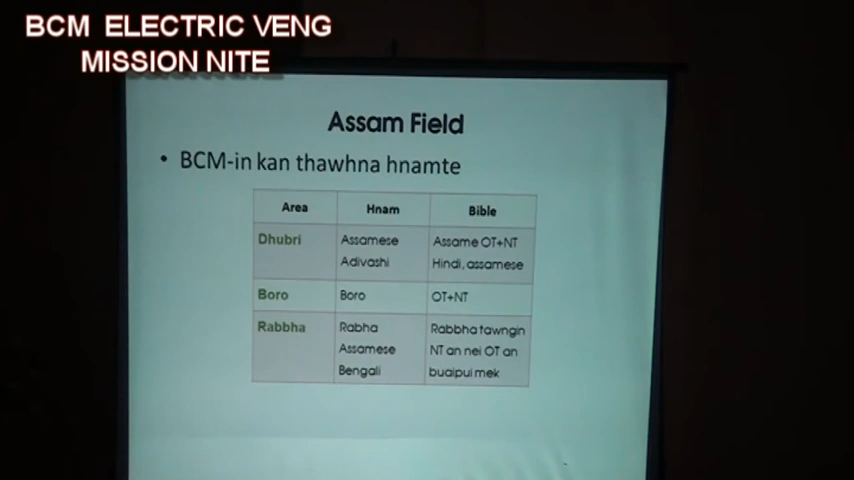 BCM ELECTRIC VENG
MISSION NITE
Assam Field
• BCM-in kan thawhna hnamte
Area Hnam Bible
Dhubri Assamese Assame OT+NT
Adivashi Hindi, assamese
Boro Boro OT+NT
Rabbha Rabha Rabbha tawngin
Assamese NT an nei OT an
Bengali buaipui mek